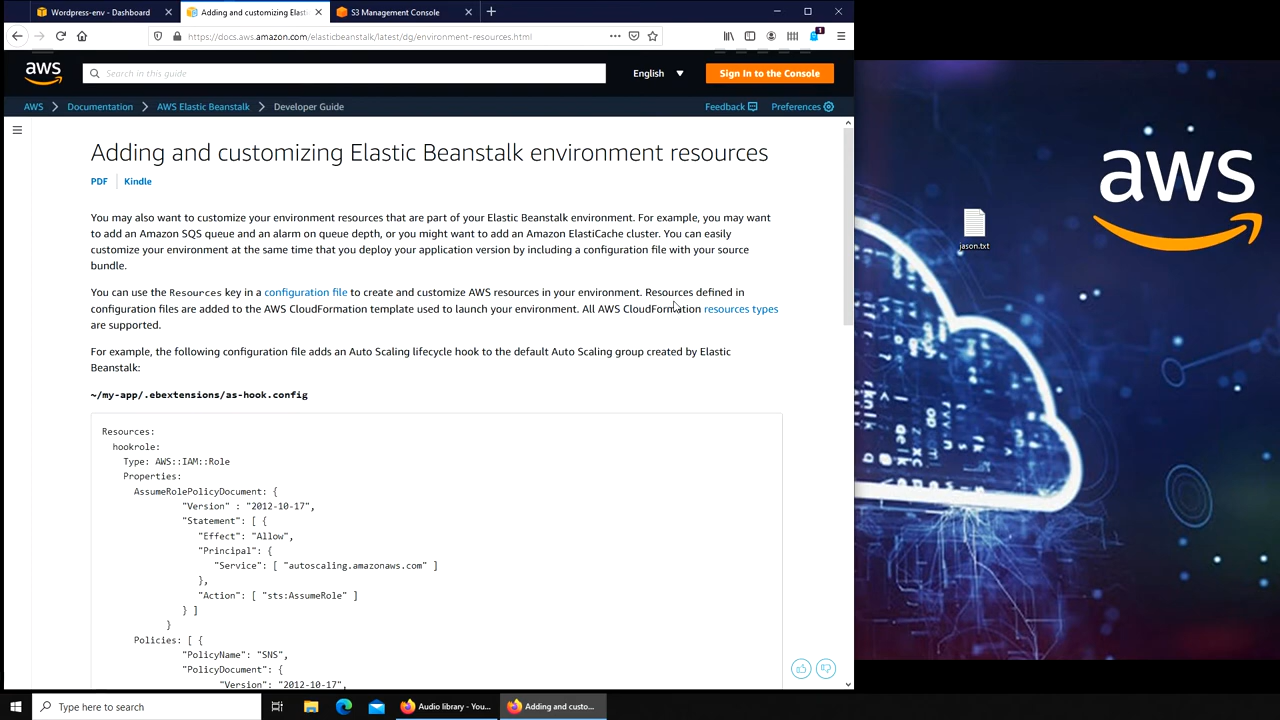 Wordpress-env - Dashboard
Adding and customizing Elast
S3 Management Console
https://docs.aws.amazon.com/elasticbeanstalk/latest/dg/environment-resources.html
1
aws
Search in this guide
English
Sign In to the Console
AWS > Documentation > AWS Elastic Beanstalk > Developer Guide
Feedback
Preferences
Adding and customizing Elastic Beanstalk environment resources
PDF | Kindle
You may also want to customize your environment resources that are part of your Elastic Beanstalk environment. For example, you may want
to add an Amazon SQS queue and an alarm on queue depth, or you might want to add an Amazon ElastiCache cluster. You can easily
customize your environment at the same time that you deploy your application version by including a configuration file with your source
bundle.
You can use the Resources key in a configuration file to create and customize AWS resources in your environment. Resources defined in
configuration files are added to the AWS CloudFormation template used to launch your environment. All AWS CloudFormation resources types
are supported.
For example, the following configuration file adds an Auto Scaling lifecycle hook to the default Auto Scaling group created by Elastic
Beanstalk:
~/my-app/.ebextensions/as-hook.config
Resources:
hookrole:
Type: AWS::IAM::Role
Properties:
AssumeRolePolicyDocument: {
"Version" : "2012-10-17",
"Statement": [ {
"Effect": "Allow",
"Principal": {
"Service": [ "autoscaling.amazonaws.com" ]
},
"Action": [ "sts:AssumeRole" ]
} ]
}
Policies: [ {
"PolicyName": "SNS",
"PolicyDocument": {
"Version": "2012-10-17",
aws
jason.txt
Type here to search
Audio library - You...
Adding and custo...